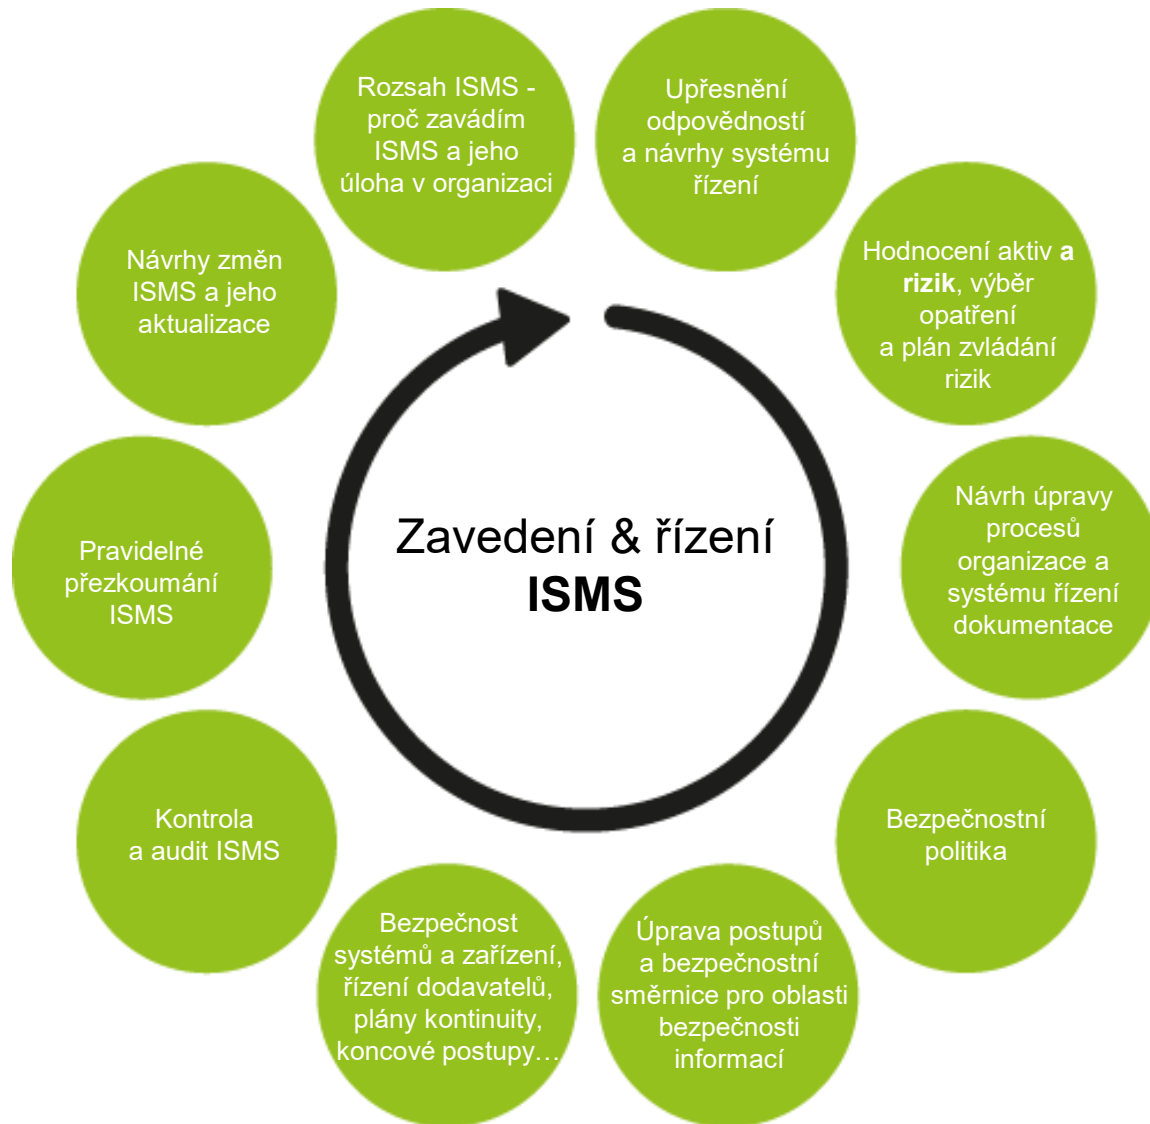 Rozsah ISMS -
proč zavádím
ISMS a jeho
úloha v organizaci
Upřesnění
odpovědností
a návrhy systému
řízení
Hodnocení aktiv a
rizik, výběr
opatření
a plán zvládání
rizik
Návrh úpravy
procesů
organizace a
systému řízení
dokumentace
Bezpečnostní
politika
Úprava postupů
a bezpečnostní
směrnice pro oblasti
bezpečnosti
informací
Bezpečnost
systémů a zařízení,
řízení dodavatelů,
plány kontinuity,
koncové postupy…
Kontrola
a audit ISMS
Pravidelné
přezkoumání
ISMS
Návrhy změn
ISMS a jeho
aktualizace
Zavedení & řízení
ISMS